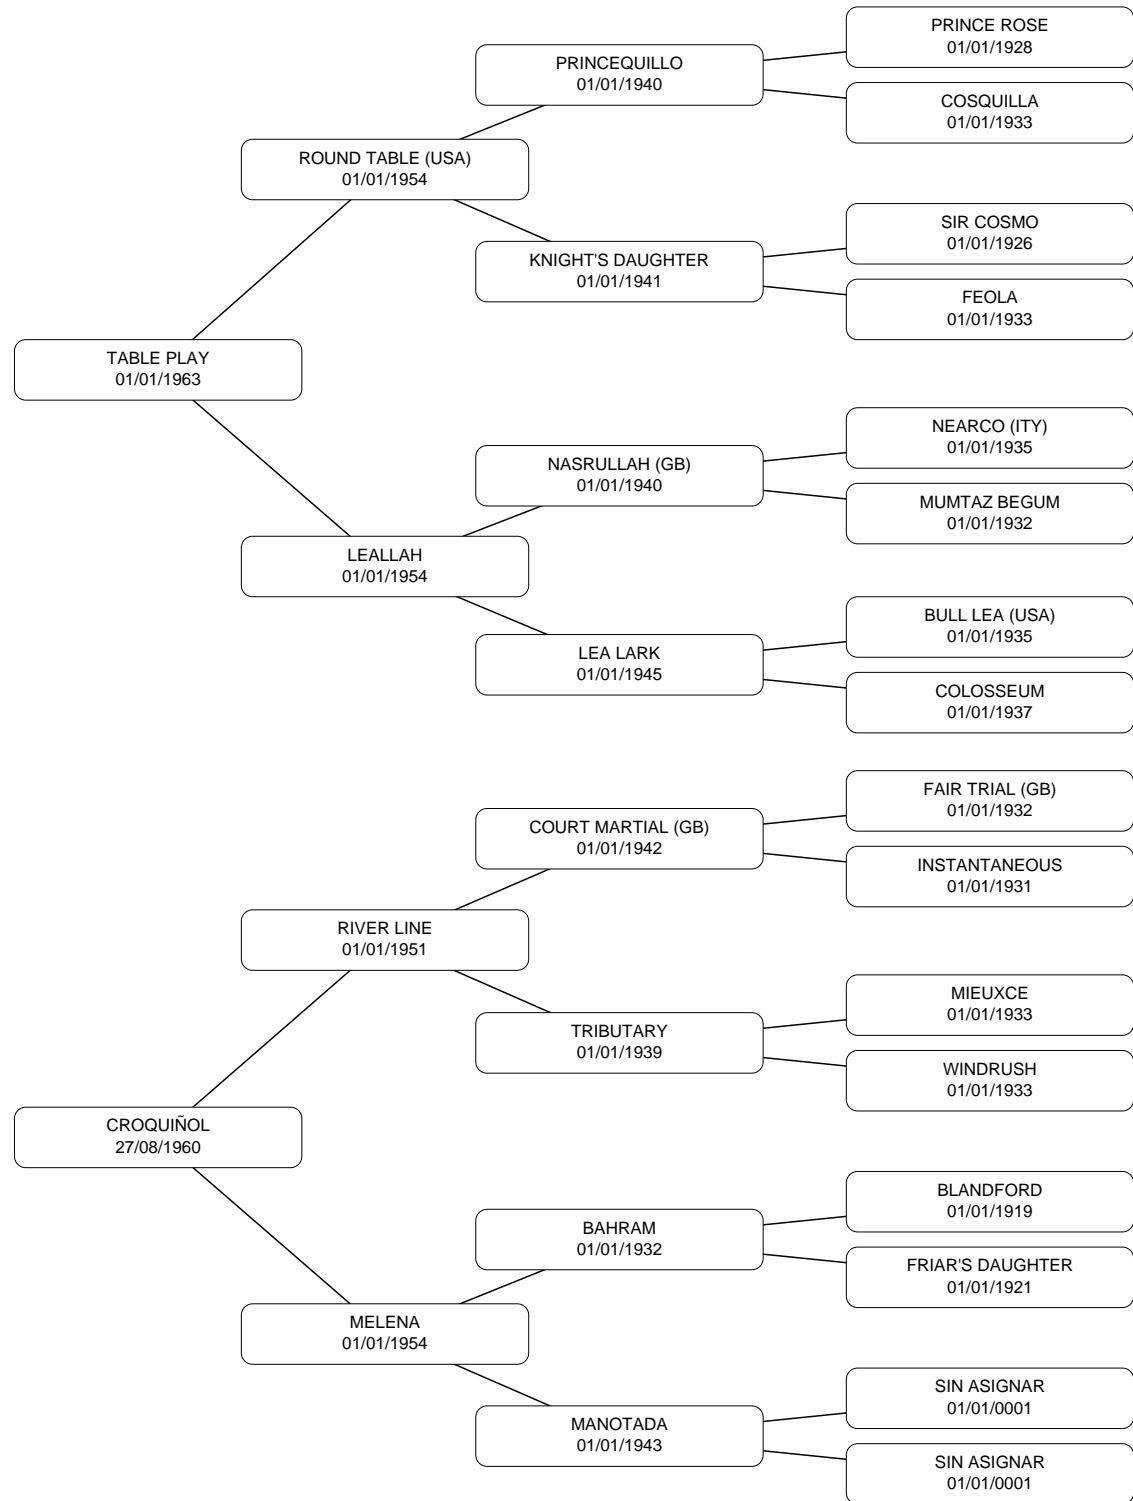 PRINCE ROSE
01/01/1928
PRINCEQUILLO
01/01/1940
COSQUILLA
01/01/1933
ROUND TABLE (USA)
01/01/1954
SIR COSMO
01/01/1926
KNIGHT'S DAUGHTER
01/01/1941
FEOLA
01/01/1933
TABLE PLAY
01/01/1963
NEARCO (ITY)
01/01/1935
NASRULLAH (GB)
01/01/1940
MUMTAZ BEGUM
01/01/1932
LEALLAH
01/01/1954
BULL LEA (USA)
01/01/1935
LEA LARK
01/01/1945
COLOSSEUM
01/01/1937
FAIR TRIAL (GB)
01/01/1932
COURT MARTIAL (GB)
01/01/1942
INSTANTANEOUS
01/01/1931
RIVER LINE
01/01/1951
MIEUXCE
01/01/1933
TRIBUTARY
01/01/1939
WINDRUSH
01/01/1933
CROQUIÑOL
27/08/1960
BLANDFORD
01/01/1919
BAHRAM
01/01/1932
FRIAR'S DAUGHTER
01/01/1921
MELENA
01/01/1954
SIN ASIGNAR
01/01/0001
MANOTADA
01/01/1943
SIN ASIGNAR
01/01/0001